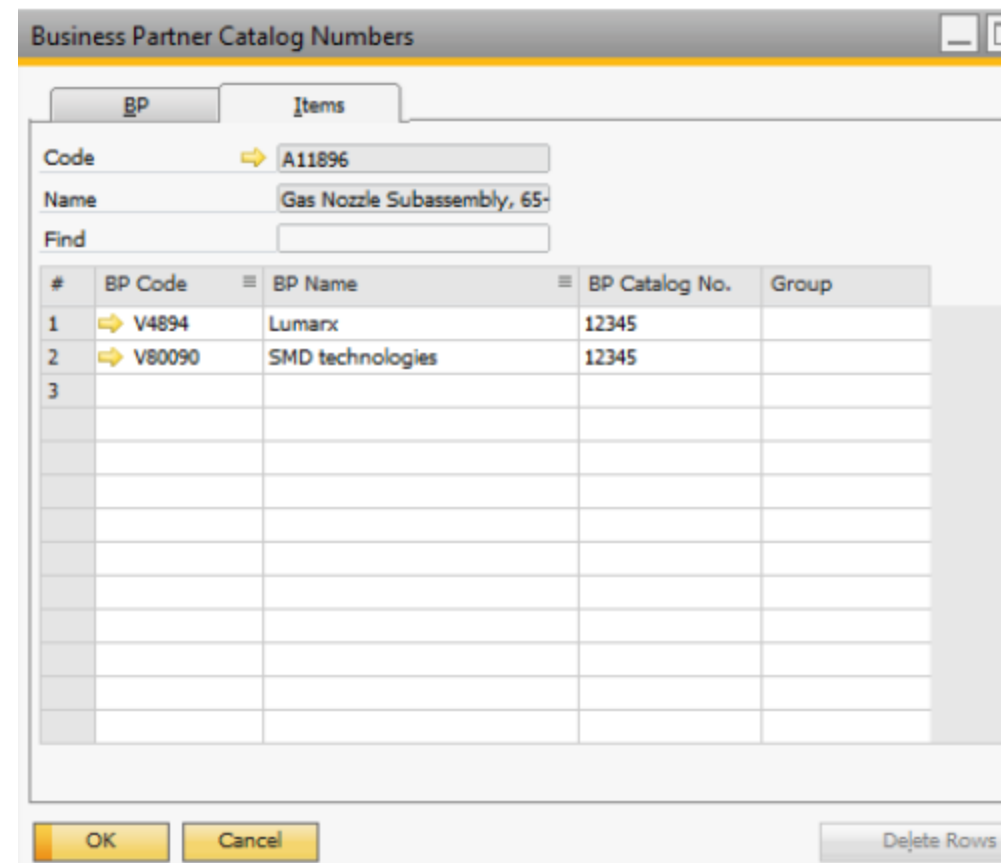 Business Partner Catalog Numbers
BP Items
Code A11896
Name Gas Nozzle Subassembly, 65-
Find
# BP Code BP Name BP Catalog No. Group
1 V4894 Lumarx 12345
2 V80090 SMD technologies 12345
3
OK Cancel Delete Rows